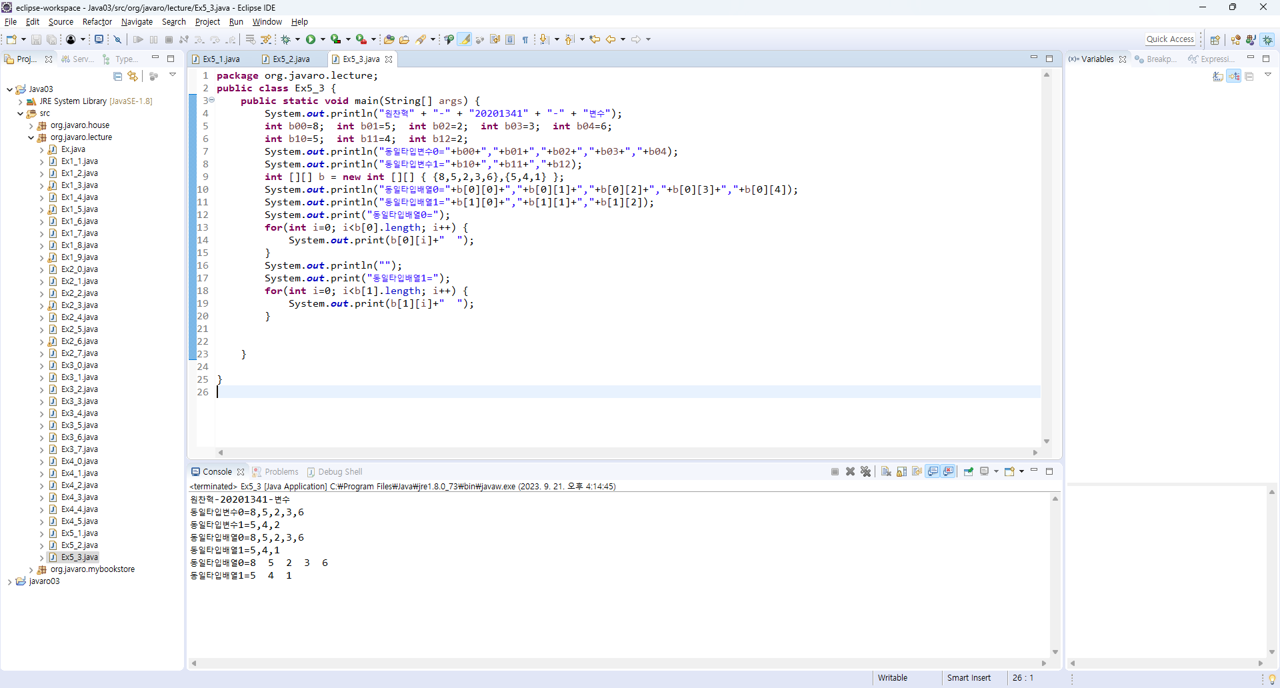 eclipse-workspace - Java03/src/org/javaro/lecture/Ex5_3.java - Eclipse IDE
File Edit Source Refactor Navigate Search Project Run Window Help
Quick Access
Proj... Serv... Type...
Java03
JRE System Library [JavaSE-1.8]
src
org.javaro.house
org.javaro.lecture
Ex.java
Ex1_1.java
Ex1_2.java
Ex1_3.java
Ex1_4.java
Ex1_5.java
Ex1_6.java
Ex1_7.java
Ex1_8.java
Ex1_9.java
Ex2_0.java
Ex2_1.java
Ex2_2.java
Ex2_3.java
Ex2_4.java
Ex2_5.java
Ex2_6.java
Ex2_7.java
Ex3_0.java
Ex3_1.java
Ex3_2.java
Ex3_3.java
Ex3_4.java
Ex3_5.java
Ex3_6.java
Ex3_7.java
Ex4_0.java
Ex4_1.java
Ex4_2.java
Ex4_3.java
Ex4_4.java
Ex4_5.java
Ex5_1.java
Ex5_2.java
Ex5_3.java
org.javaro.mybookstore
javaro03
Ex5_1.java Ex5_2.java Ex5_3.java
1 package org.javaro.lecture;
2 public class Ex5_3 {
3 public static void main(String[] args) {
4 System.out.println("원찬혁" + "-" + "20201341" + "-" + "변수");
5 int b00=8; int b01=5; int b02=2; int b03=3; int b04=6;
6 int b10=5; int b11=4; int b12=2;
7 System.out.println("동일타입변수0="+b00+","+b01+","+b02+","+b03+","+b04);
8 System.out.println("동일타입변수1="+b10+","+b11+","+b12);
9 int [][] b = new int [][] { {8,5,2,3,6},{5,4,1} };
10 System.out.println("동일타입배열0="+b[0][0]+","+b[0][1]+","+b[0][2]+","+b[0][3]+","+b[0][4]);
11 System.out.println("동일타입배열1="+b[1][0]+","+b[1][1]+","+b[1][2]);
12 System.out.print("동일타입배열0=");
13 for(int i=0; i<b[0].length; i++) {
14 System.out.print(b[0][i]+"  ");
15 }
16 System.out.println("");
17 System.out.print("동일타입배열1=");
18 for(int i=0; i<b[1].length; i++) {
19 System.out.print(b[1][i]+"  ");
20 }
21
22
23 }
24
25 }
26
Variables Breakp... Expressi...
Console Problems Debug Shell
<terminated> Ex5_3 [Java Application] C:₩Program Files₩Java₩jre1.8.0_73₩bin₩javaw.exe (2023. 9. 21. 오후 4:14:45)
원찬혁-20201341-변수
동일타입변수0=8,5,2,3,6
동일타입변수1=5,4,2
동일타입배열0=8,5,2,3,6
동일타입배열1=5,4,1
동일타입배열0=8  5  2  3  6
동일타입배열1=5  4  1
Writable Smart Insert 26 : 1